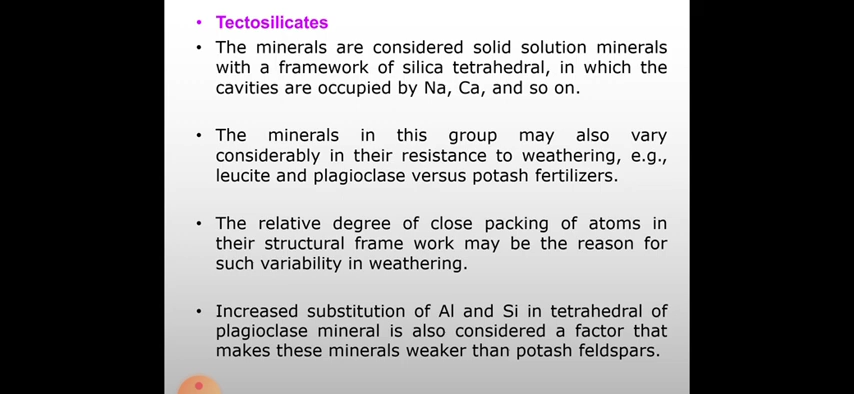 • Tectosilicates
• The minerals are considered solid solution minerals
with a framework of silica tetrahedral, in which the
cavities are occupied by Na, Ca, and so on.
• The minerals in this group may also vary
considerably in their resistance to weathering, e.g.,
leucite and plagioclase versus potash fertilizers.
• The relative degree of close packing of atoms in
their structural frame work may be the reason for
such variability in weathering.
• Increased substitution of Al and Si in tetrahedral of
plagioclase mineral is also considered a factor that
makes these minerals weaker than potash feldspars.